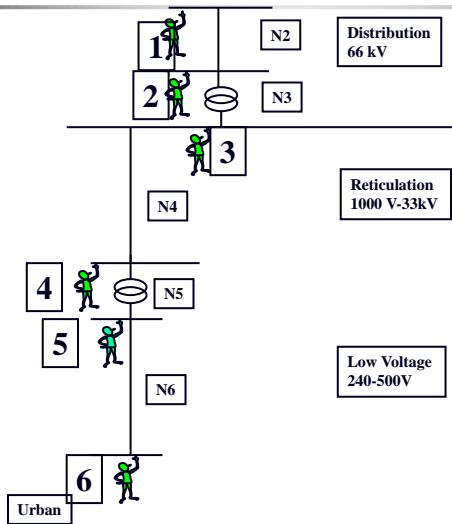 1
N2
Distribution
66 kV
2
N3
3
N4
Reticulation
1000 V-33kV
4
N5
5
Low Voltage
240-500V
N6
6
Urban